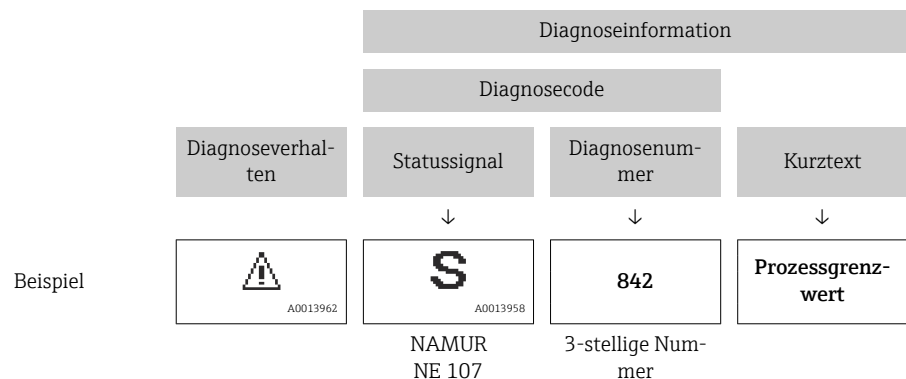 Diagnoseinformation
Diagnosecode
Diagnoseverhal-
ten
Statussignal
Diagnosenum-
mer
Kurztext
↓ ↓ ↓
Beispiel
A0013962
S
A0013958
842
Prozessgrenz-
wert
NAMUR
NE 107
3-stellige Num-
mer